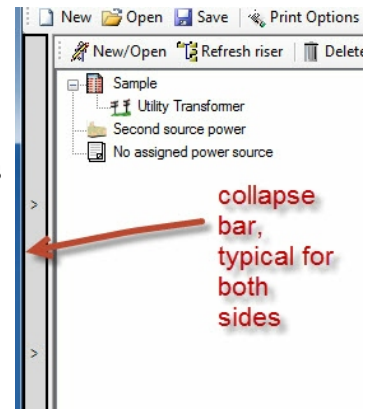 New Open Save Print Options
New/Open Refresh riser Delete
Sample
Utility Transformer
Second source power
No assigned power source
>
collapse
bar,
typical for
both
sides
>